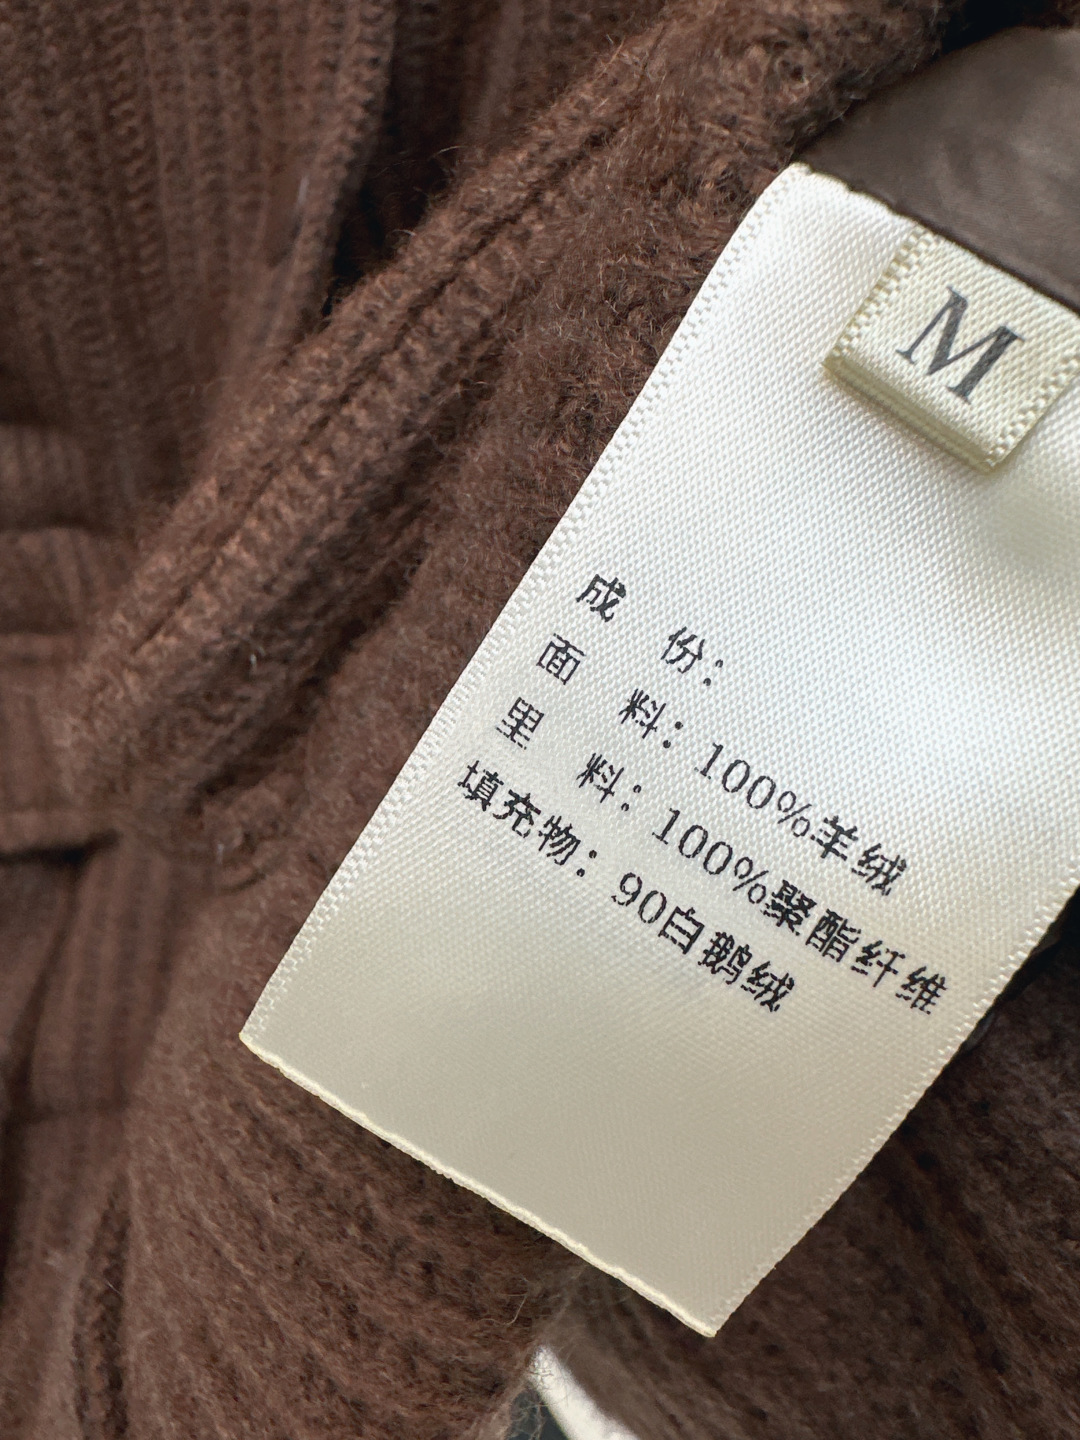 M
成 份：
面 料：100%羊绒
里 料：100%聚酯纤维
填充物：90白鹅绒